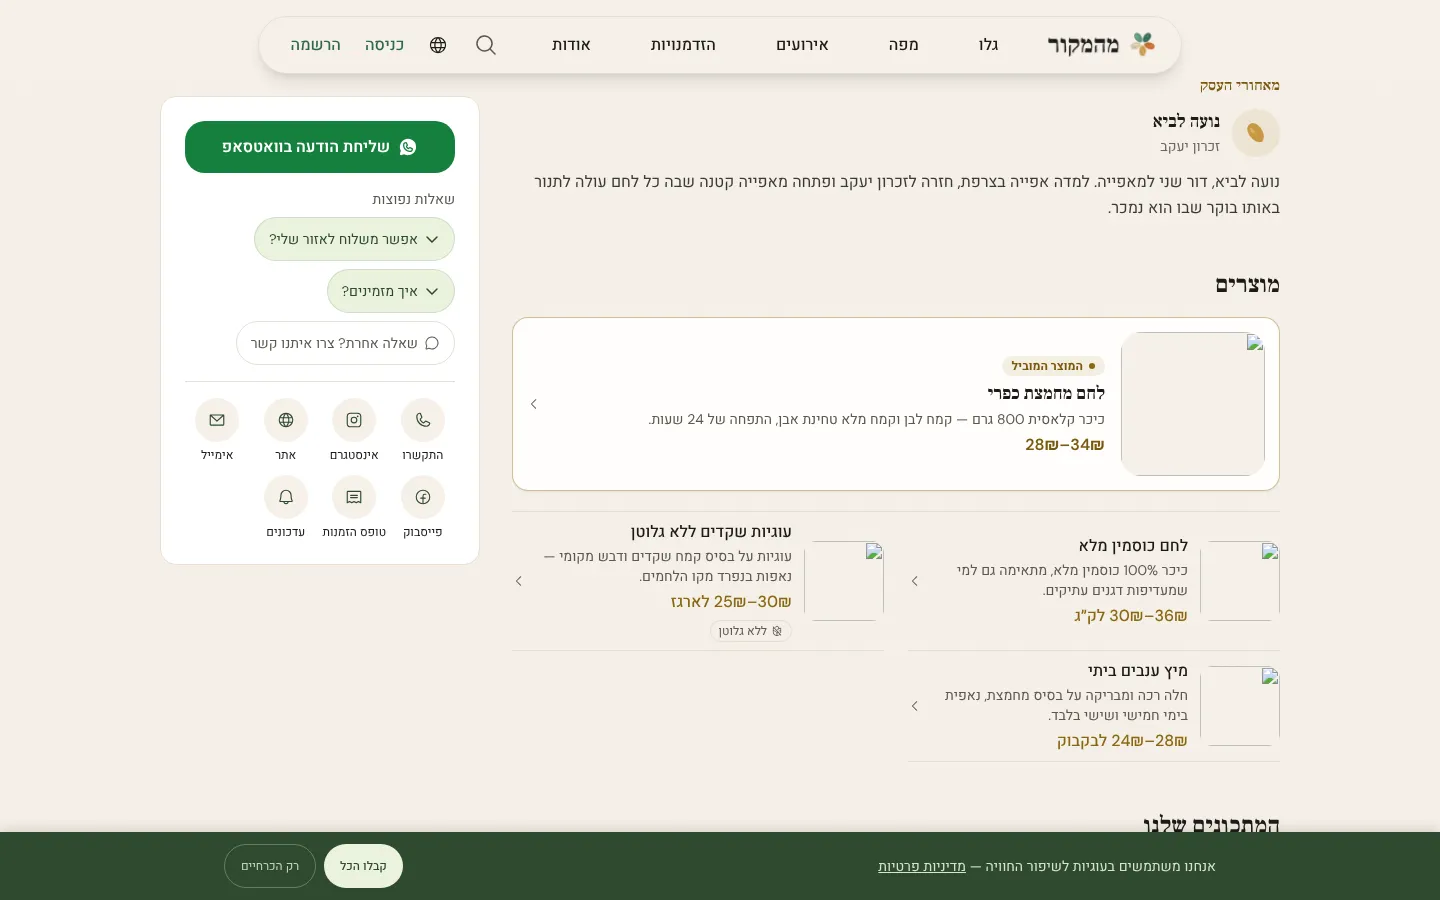 מהמקור
גלו
מפה
אירועים
הזדמנויות
אודות
כניסה
הרשמה
מאחורי העסק
נועה לביא
זכרון יעקב
נועה לביא, דור שני למאפייה. למדה אפייה בצרפת, חזרה לזכרון יעקב ופתחה מאפייה קטנה שבה כל לחם עולה לתנור
באותו בוקר שבו הוא נמכר.
מוצרים
המוצר המוביל
לחם מחמצת כפרי
כיכר קלאסית 800 גרם — קמח לבן וקמח מלא טחינת אבן, התפחה של 24 שעות.
28₪–34₪
לחם כוסמין מלא
כיכר 100% כוסמין מלא, מתאימה גם למי
שמעדיפות דגנים עתיקים.
30₪–36₪ לק"ג
עוגיות שקדים ללא גלוטן
עוגיות על בסיס קמח שקדים ודבש מקומי —
נאפות בנפרד מקו הלחמים.
25₪–30₪ לארגז
ללא גלוטן
מיץ ענבים ביתי
חלה רכה ומבריקה על בסיס מחמצת, נאפית
בימי חמישי ושישי בלבד.
24₪–28₪ לבקבוק
המתכונים שלנו
שליחת הודעה בוואטסאפ
שאלות נפוצות
אפשר משלוח לאזור שלי?
איך מזמינים?
שאלה אחרת? צרו איתנו קשר
התקשרו
אינסטגרם
אתר
אימייל
פייסבוק
טופס הזמנות
עדכונים
אנחנו משתמשים בעוגיות לשיפור החוויה — מדיניות פרטיות
קבלו הכל
רק הכרחיים